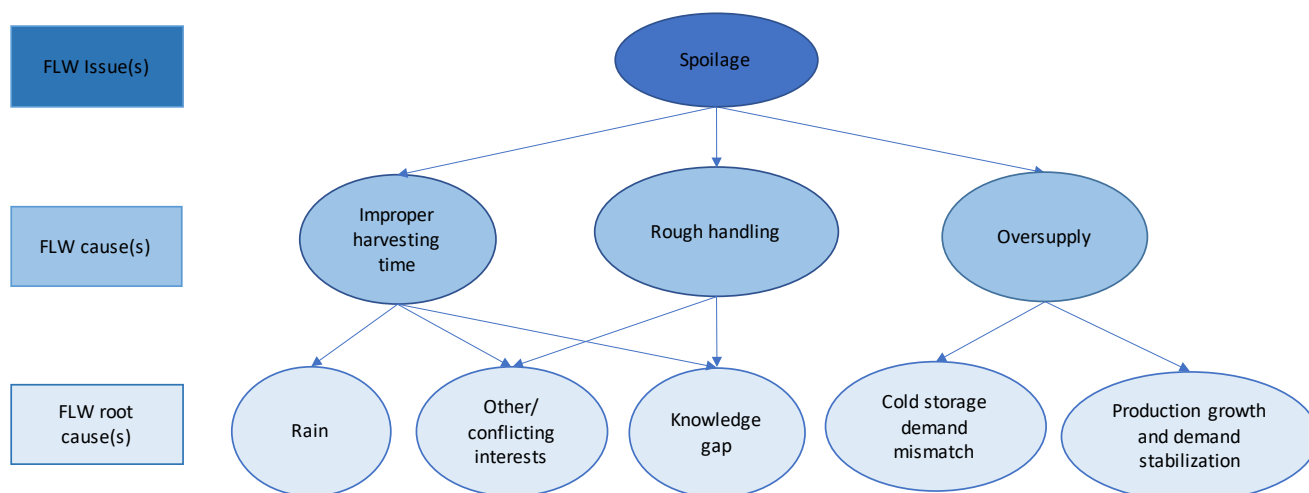 FLW Issue(s)
Spoilage
FLW cause(s)
Improper
harvesting
time
Rough handling
Oversupply
FLW root
cause(s)
Rain
Other/
conflicting
interests
Knowledge
gap
Cold storage
demand
mismatch
Production growth
and demand
stabilization